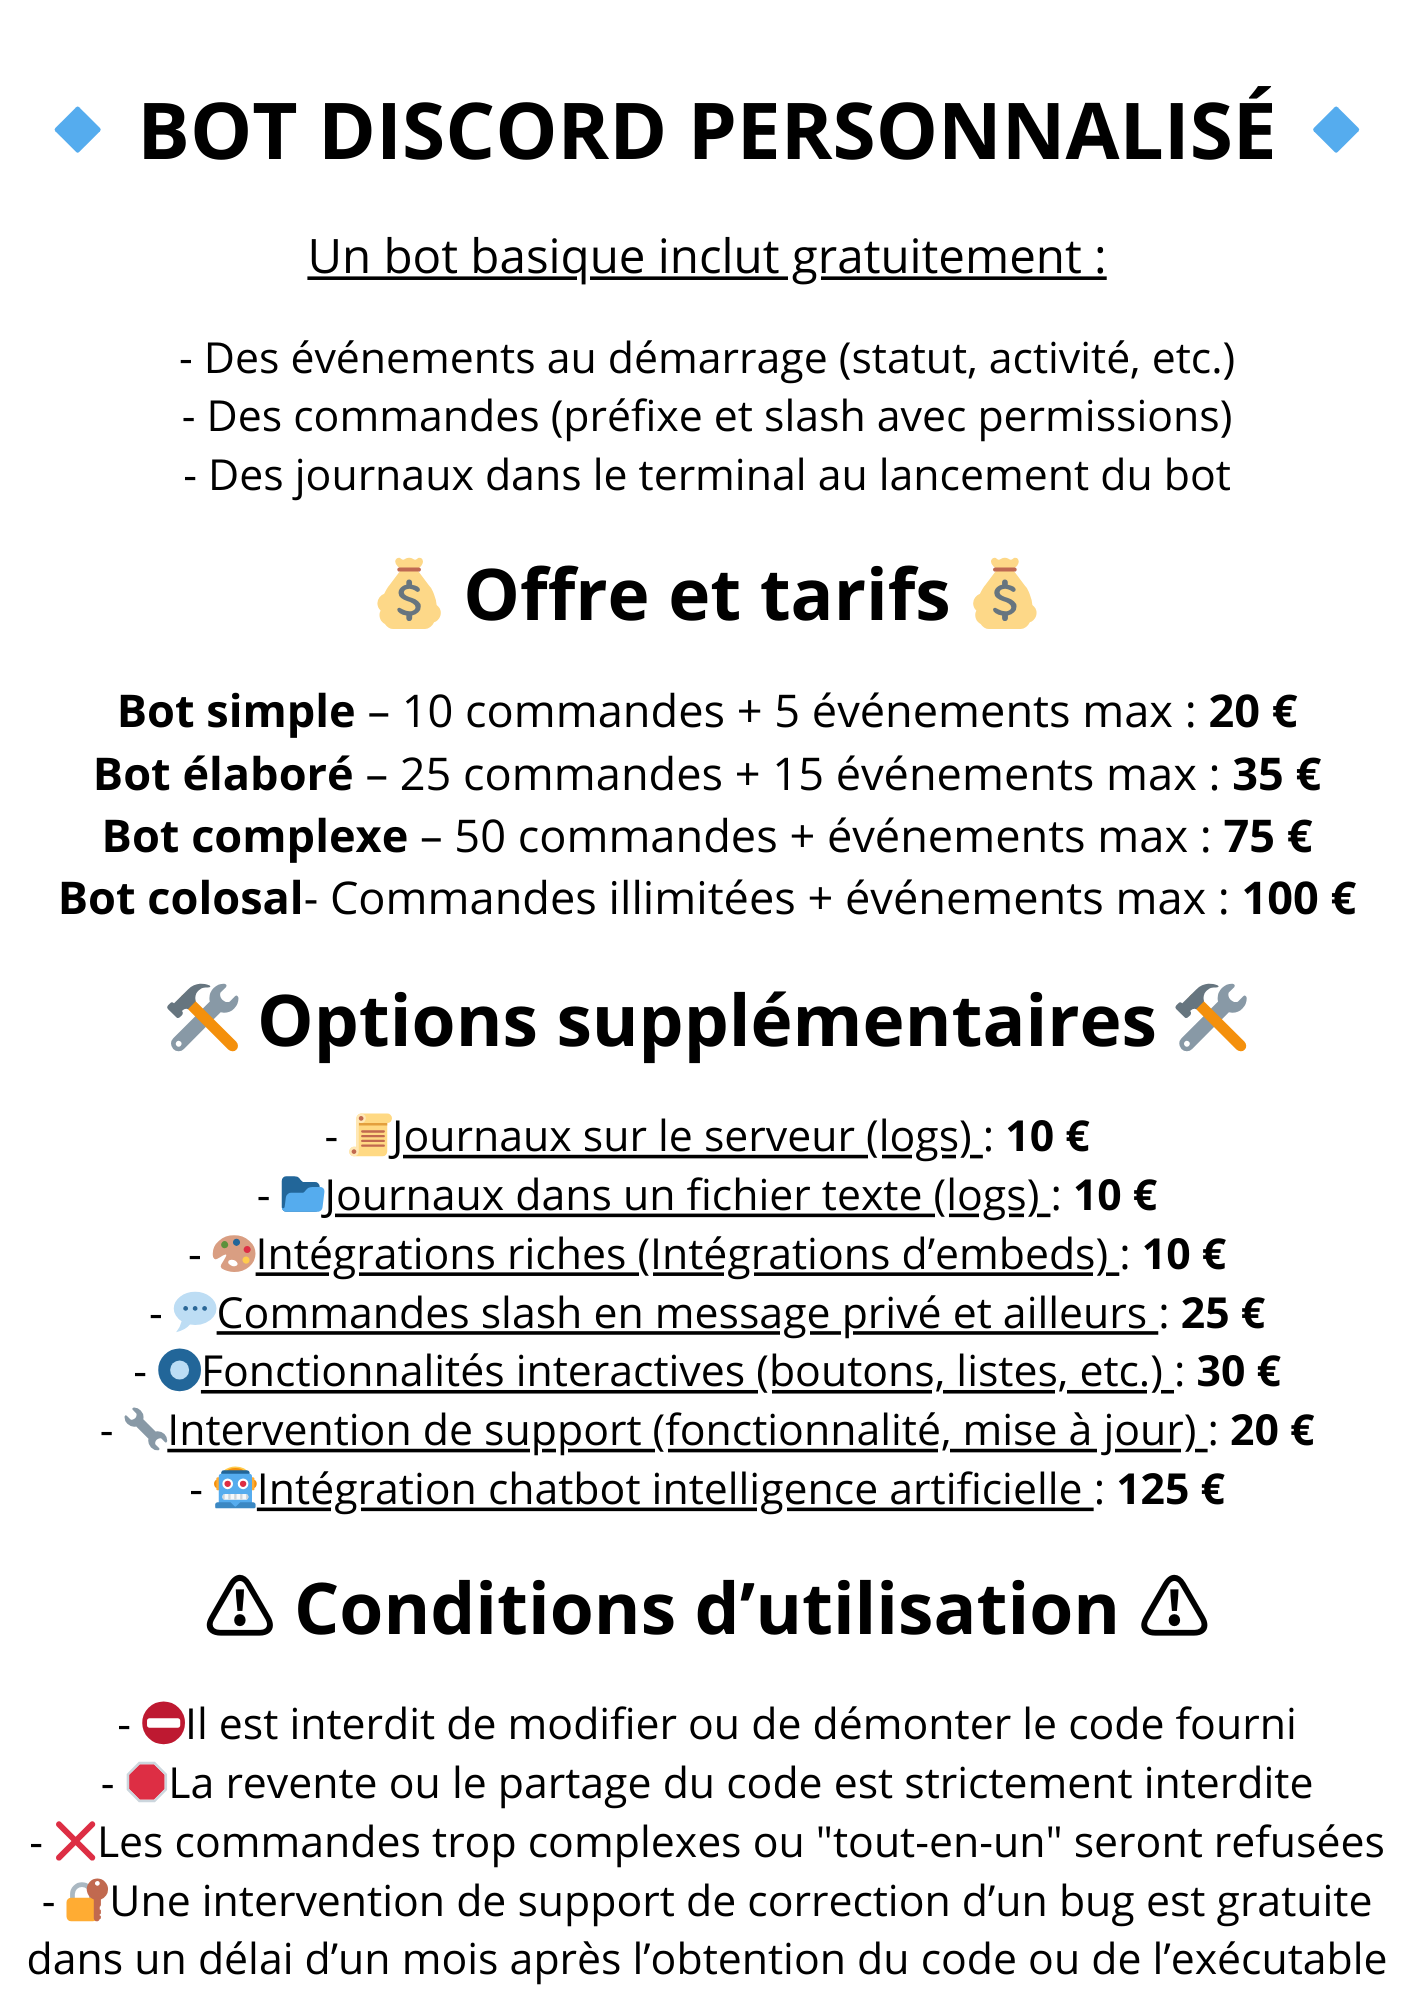 🔹 BOT DISCORD PERSONNALISÉ 🔹
Un bot basique inclut gratuitement :
- Des événements au démarrage (statut, activité, etc.)
- Des commandes (préfixe et slash avec permissions)
- Des journaux dans le terminal au lancement du bot
💰 Offre et tarifs 💰
Bot simple – 10 commandes + 5 événements max : 20 €
Bot élaboré – 25 commandes + 15 événements max : 35 €
Bot complexe – 50 commandes + événements max : 75 €
Bot colosal- Commandes illimitées + événements max : 100 €
🛠️ Options supplémentaires 🛠️
- 📜Journaux sur le serveur (logs) : 10 €
- 📂Journaux dans un fichier texte (logs) : 10 €
- 🎨Intégrations riches (Intégrations d’embeds) : 10 €
- 💬Commandes slash en message privé et ailleurs : 25 €
- 🔘Fonctionnalités interactives (boutons, listes, etc.) : 30 €
- 🔧Intervention de support (fonctionnalité, mise à jour) : 20 €
- 🤖Intégration chatbot intelligence artificielle : 125 €
⚠ Conditions d’utilisation ⚠
- ⛔Il est interdit de modifier ou de démonter le code fourni
- 🛑La revente ou le partage du code est strictement interdite
- ❌Les commandes trop complexes ou "tout-en-un" seront refusées
- 🔐Une intervention de support de correction d’un bug est gratuite
dans un délai d’un mois après l’obtention du code ou de l’exécutable